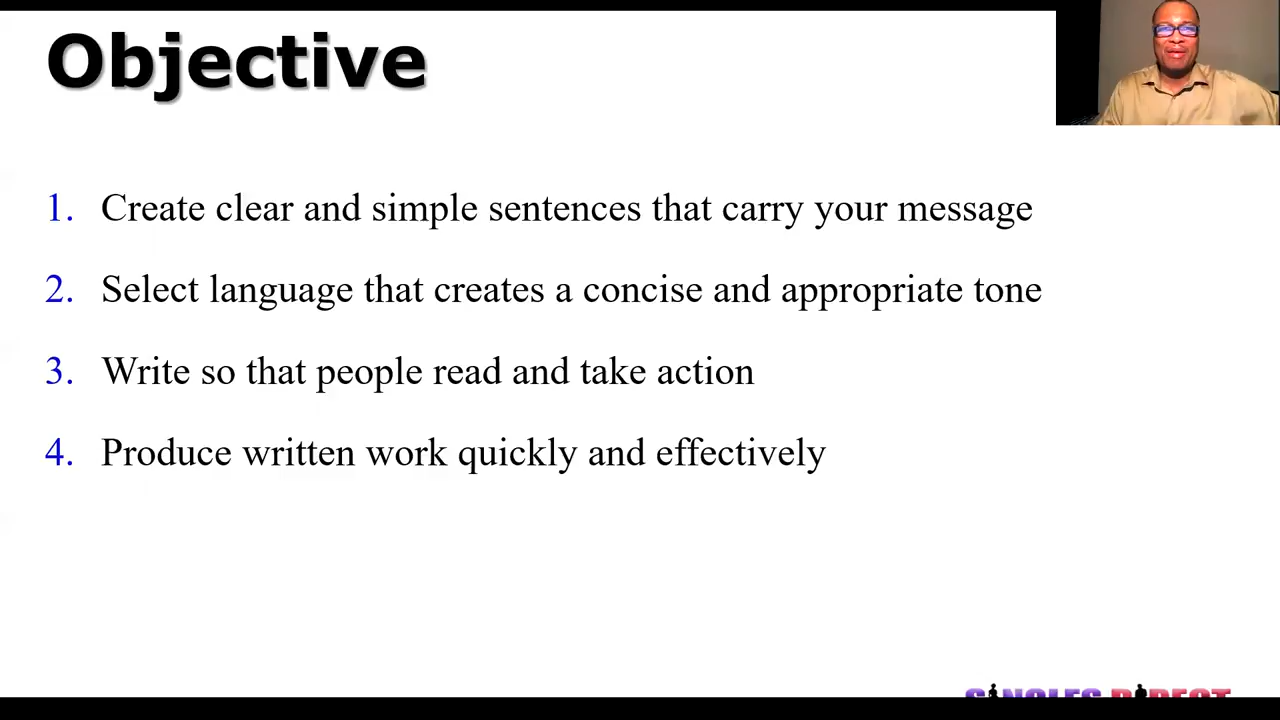 Objective
1. Create clear and simple sentences that carry your message
2. Select language that creates a concise and appropriate tone
3. Write so that people read and take action
4. Produce written work quickly and effectively